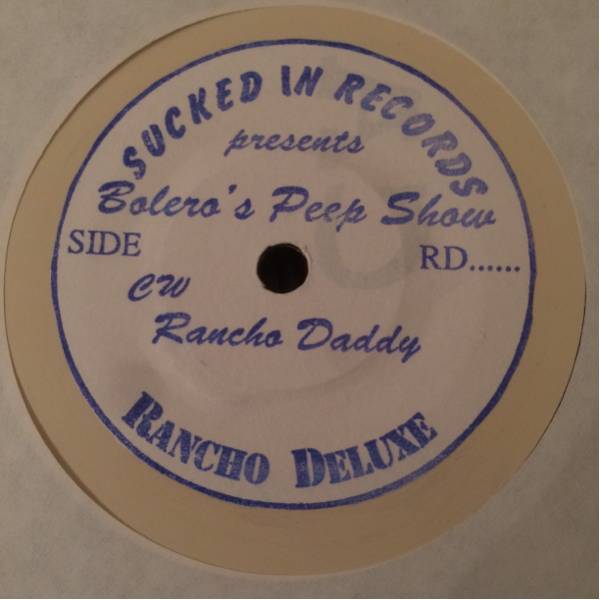 SUCKED IN RECORDS
presents
Bolero's Peep Show
SIDE RD......
CW
Rancho Daddy
RANCHO DELUXE